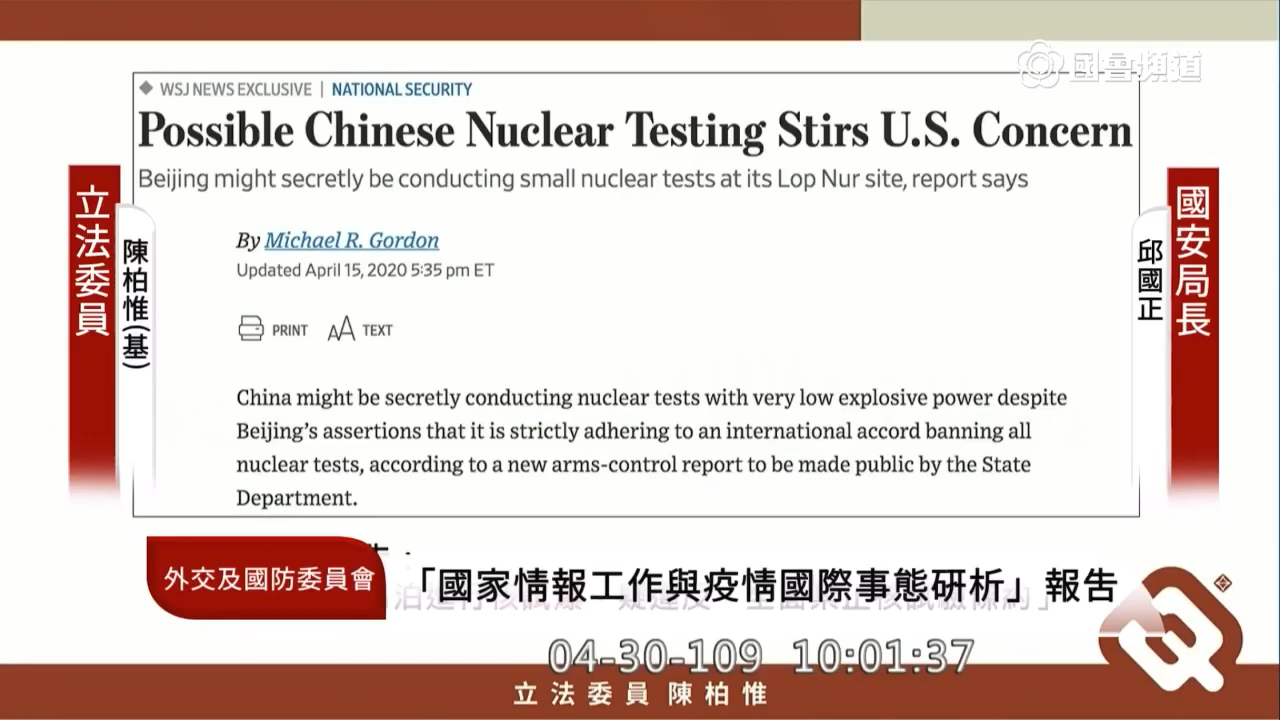 國會頻道
WSJ NEWS EXCLUSIVE | NATIONAL SECURITY
Possible Chinese Nuclear Testing Stirs U.S. Concern
Beijing might secretly be conducting small nuclear tests at its Lop Nur site, report says
立法委員
陳柏惟(基)
國安局長
邱國正
By Michael R. Gordon
Updated April 15, 2020 5:35 pm ET
PRINT TEXT
China might be secretly conducting nuclear tests with very low explosive power despite
Beijing's assertions that it is strictly adhering to an international accord banning all
nuclear tests, according to a new arms-control report to be made public by the State
Department.
外交及國防委員會
「國家情報工作與疫情國際事態研析」報告
04-30-109 10:01:37
立法委員陳柏惟